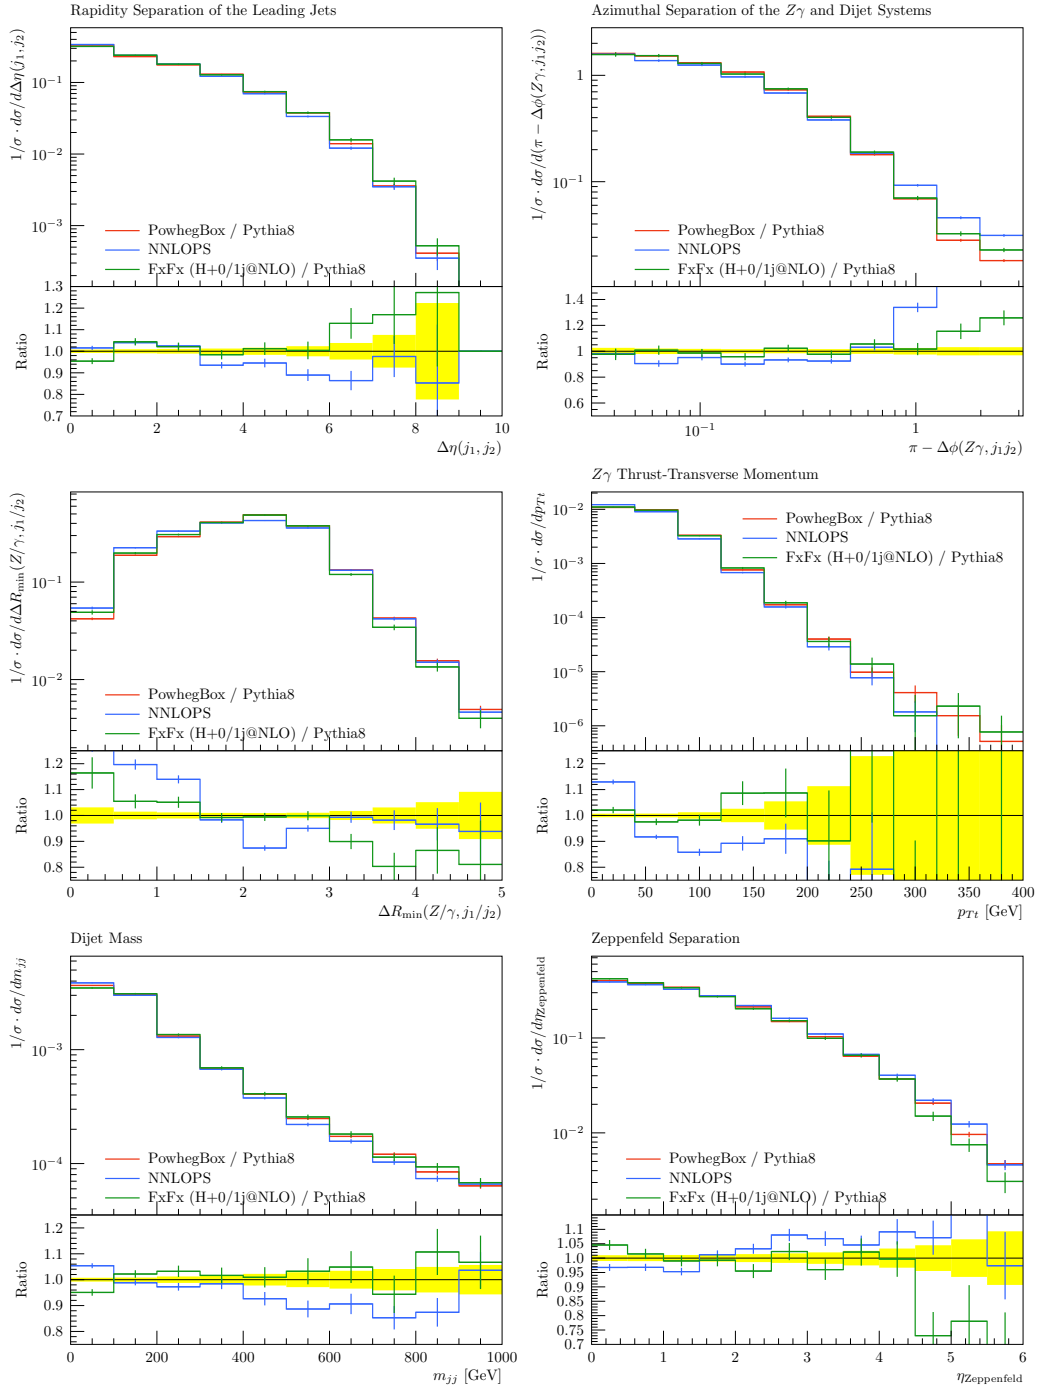 Rapidity Separation of the Leading Jets
1/σ · dσ/dΔη(j₁, j₂)
10⁻¹
10⁻²
10⁻³
PowhegBox / Pythia8
NNLOPS
FxFx (H+0/1j@NLO) / Pythia8
Ratio
1.3
1.2
1.1
1.0
0.9
0.8
0.7
0 2 4 6 8 10
Δη(j₁, j₂)
Azimuthal Separation of the Zγ and Dijet Systems
1/σ · dσ/d(π − Δϕ(Zγ, j₁j₂))
1
10⁻¹
PowhegBox / Pythia8
NNLOPS
FxFx (H+0/1j@NLO) / Pythia8
Ratio
1.4
1.2
1
0.8
0.6
10⁻¹ 1
π − Δϕ(Zγ, j₁j₂)
1/σ · dσ/dΔR_min(Z/γ, j₁/j₂)
10⁻¹
10⁻²
PowhegBox / Pythia8
NNLOPS
FxFx (H+0/1j@NLO) / Pythia8
Ratio
1.2
1.1
1.0
0.9
0.8
0 1 2 3 4 5
ΔR_min(Z/γ, j₁/j₂)
Zγ Thrust-Transverse Momentum
1/σ · dσ/dp_Tt
10⁻²
10⁻³
10⁻⁴
10⁻⁵
10⁻⁶
PowhegBox / Pythia8
NNLOPS
FxFx (H+0/1j@NLO) / Pythia8
Ratio
1.2
1.1
1.0
0.9
0.8
0 50 100 150 200 250 300 350 400
p_Tt [GeV]
Dijet Mass
1/σ · dσ/dm_jj
10⁻³
10⁻⁴
PowhegBox / Pythia8
NNLOPS
FxFx (H+0/1j@NLO) / Pythia8
Ratio
1.2
1.1
1.0
0.9
0.8
0 200 400 600 800 1000
m_jj [GeV]
Zeppenfeld Separation
1/σ · dσ/dη_Zeppenfeld
10⁻¹
10⁻²
PowhegBox / Pythia8
NNLOPS
FxFx (H+0/1j@NLO) / Pythia8
Ratio
1.1
1.05
1.0
0.95
0.9
0.85
0.8
0.75
0.7
0 1 2 3 4 5 6
η_Zeppenfeld